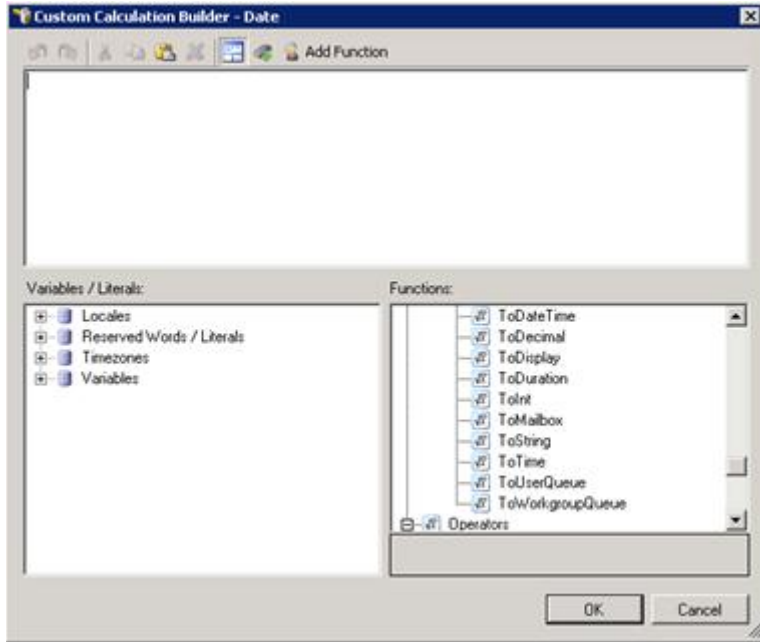 Custom Calculation Builder - Date
Add Function
Variables / Literals:
Functions:
Locales
Reserved Words / Literals
Timezones
Variables
ToDateTime
ToDecimal
ToDisplay
ToDuration
ToInt
ToMailbox
ToString
ToTime
ToUserQueue
ToWorkgroupQueue
Operators
OK
Cancel